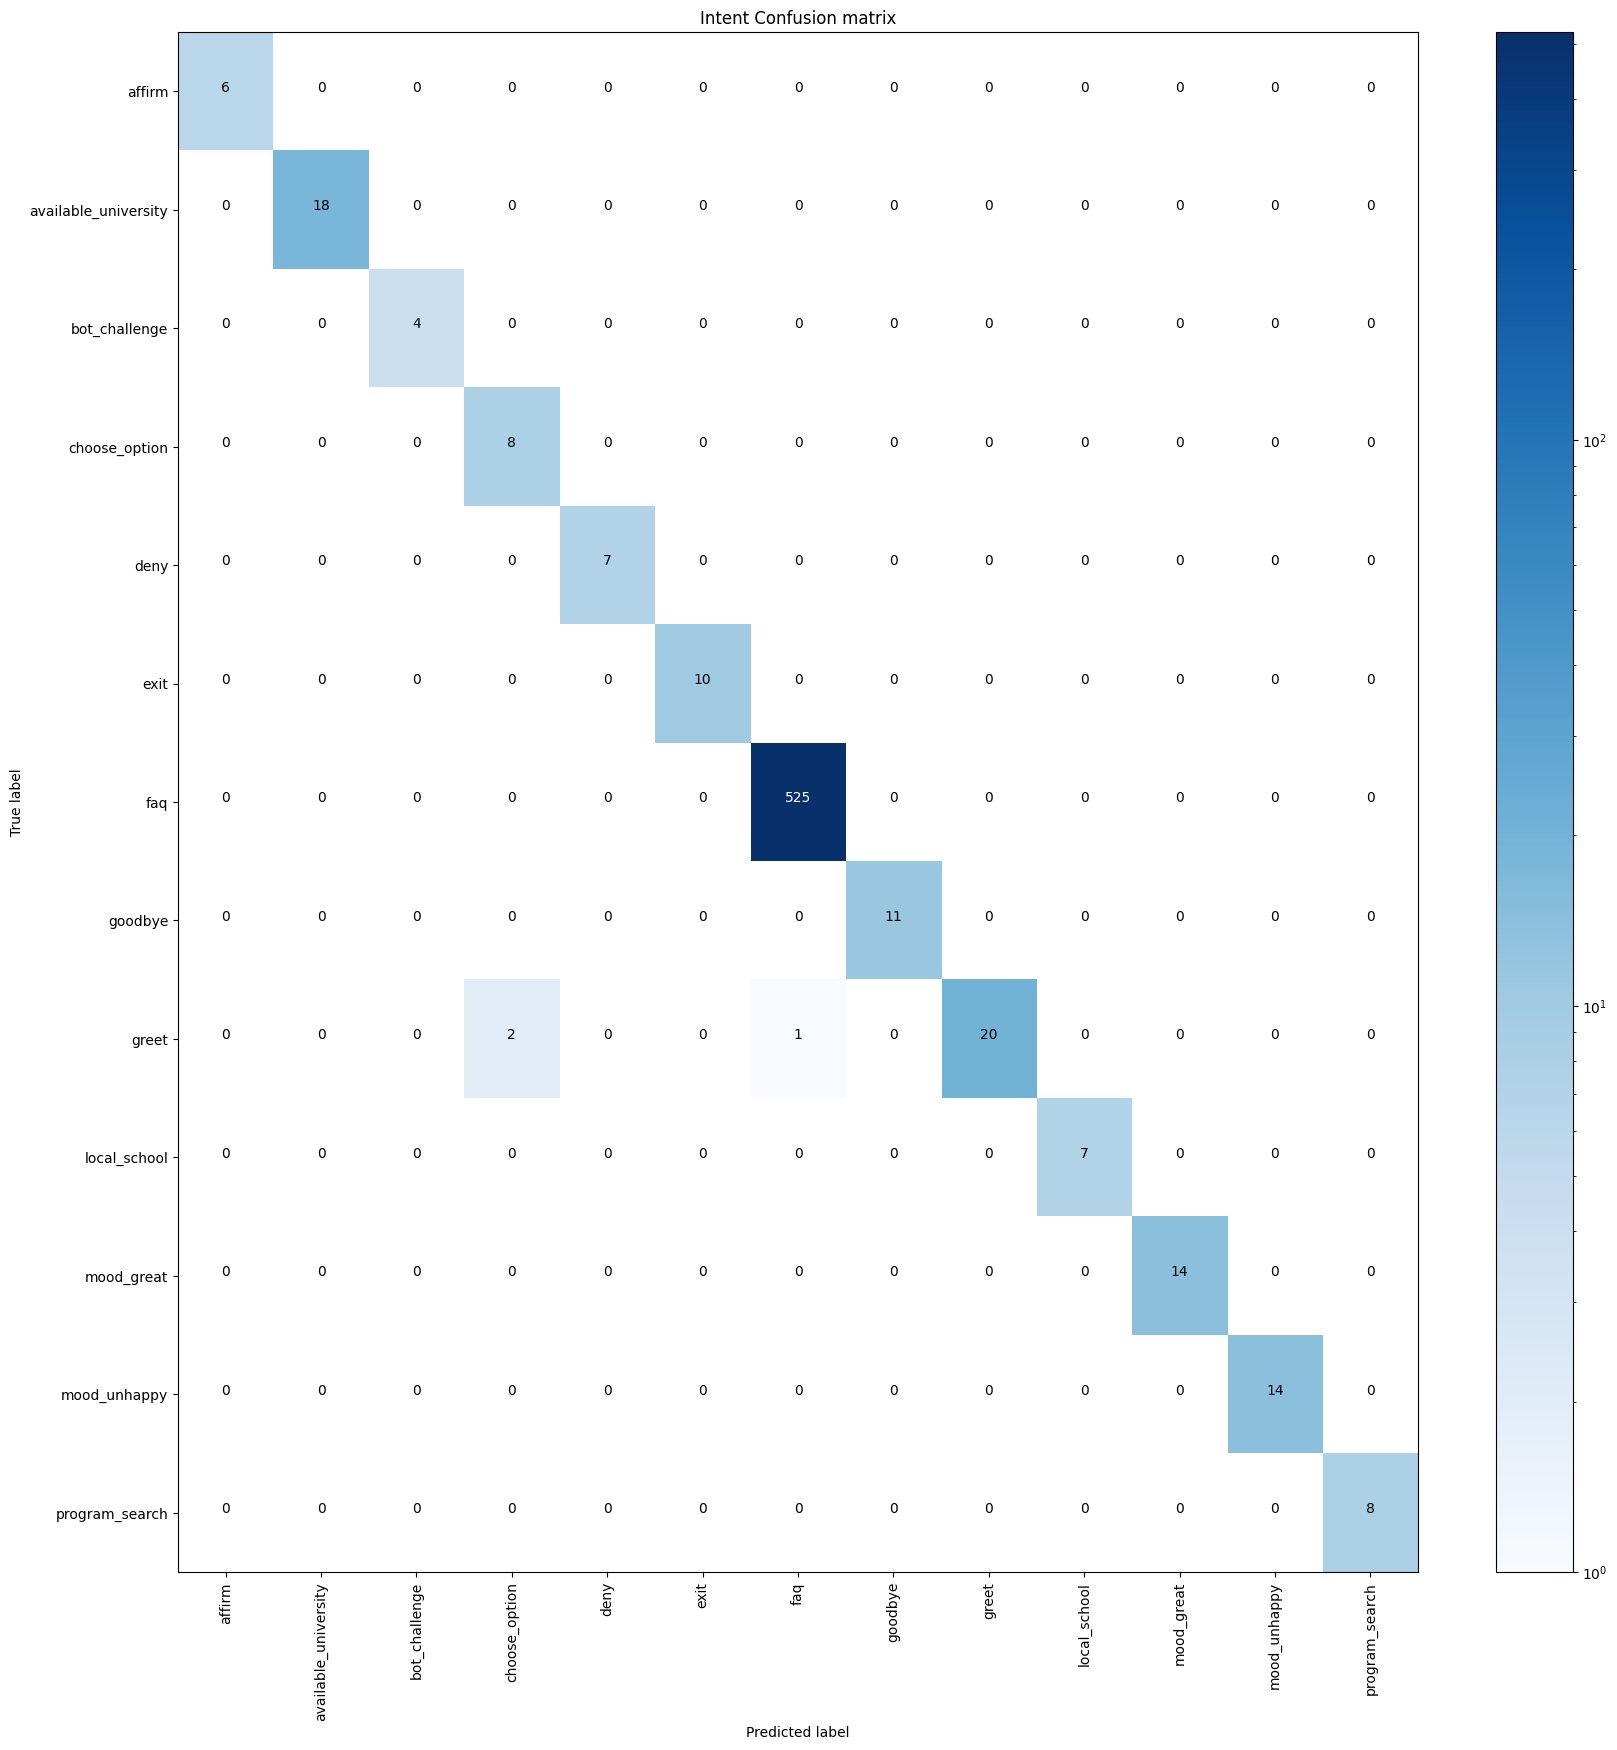 Intent Confusion matrix
affirm 6 0 0 0 0 0 0 0 0 0 0 0 0
available_university 0 18 0 0 0 0 0 0 0 0 0 0 0
bot_challenge 0 0 4 0 0 0 0 0 0 0 0 0 0
choose_option 0 0 0 8 0 0 0 0 0 0 0 0 0
deny 0 0 0 0 7 0 0 0 0 0 0 0 0
exit 0 0 0 0 0 10 0 0 0 0 0 0 0
faq 0 0 0 0 0 0 525 0 0 0 0 0 0
goodbye 0 0 0 0 0 0 0 11 0 0 0 0 0
greet 0 0 0 2 0 0 1 0 20 0 0 0 0
local_school 0 0 0 0 0 0 0 0 0 7 0 0 0
mood_great 0 0 0 0 0 0 0 0 0 0 14 0 0
mood_unhappy 0 0 0 0 0 0 0 0 0 0 0 14 0
program_search 0 0 0 0 0 0 0 0 0 0 0 0 8
True label
affirm
available_university
bot_challenge
choose_option
deny
exit
faq
goodbye
greet
local_school
mood_great
mood_unhappy
program_search
Predicted label
10²
10¹
10⁰